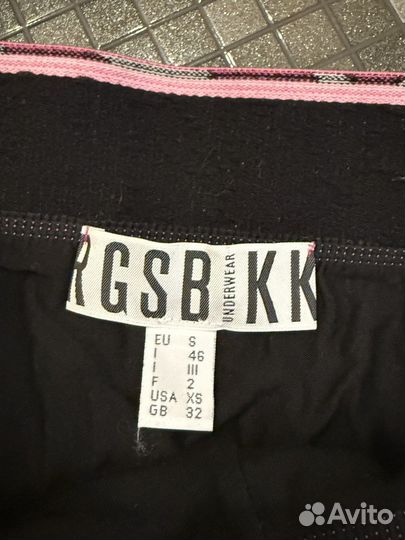 RGSB UNDERWEAR KK
EU S
I 46
I III
F 2
USA XS
GB 32
Avito